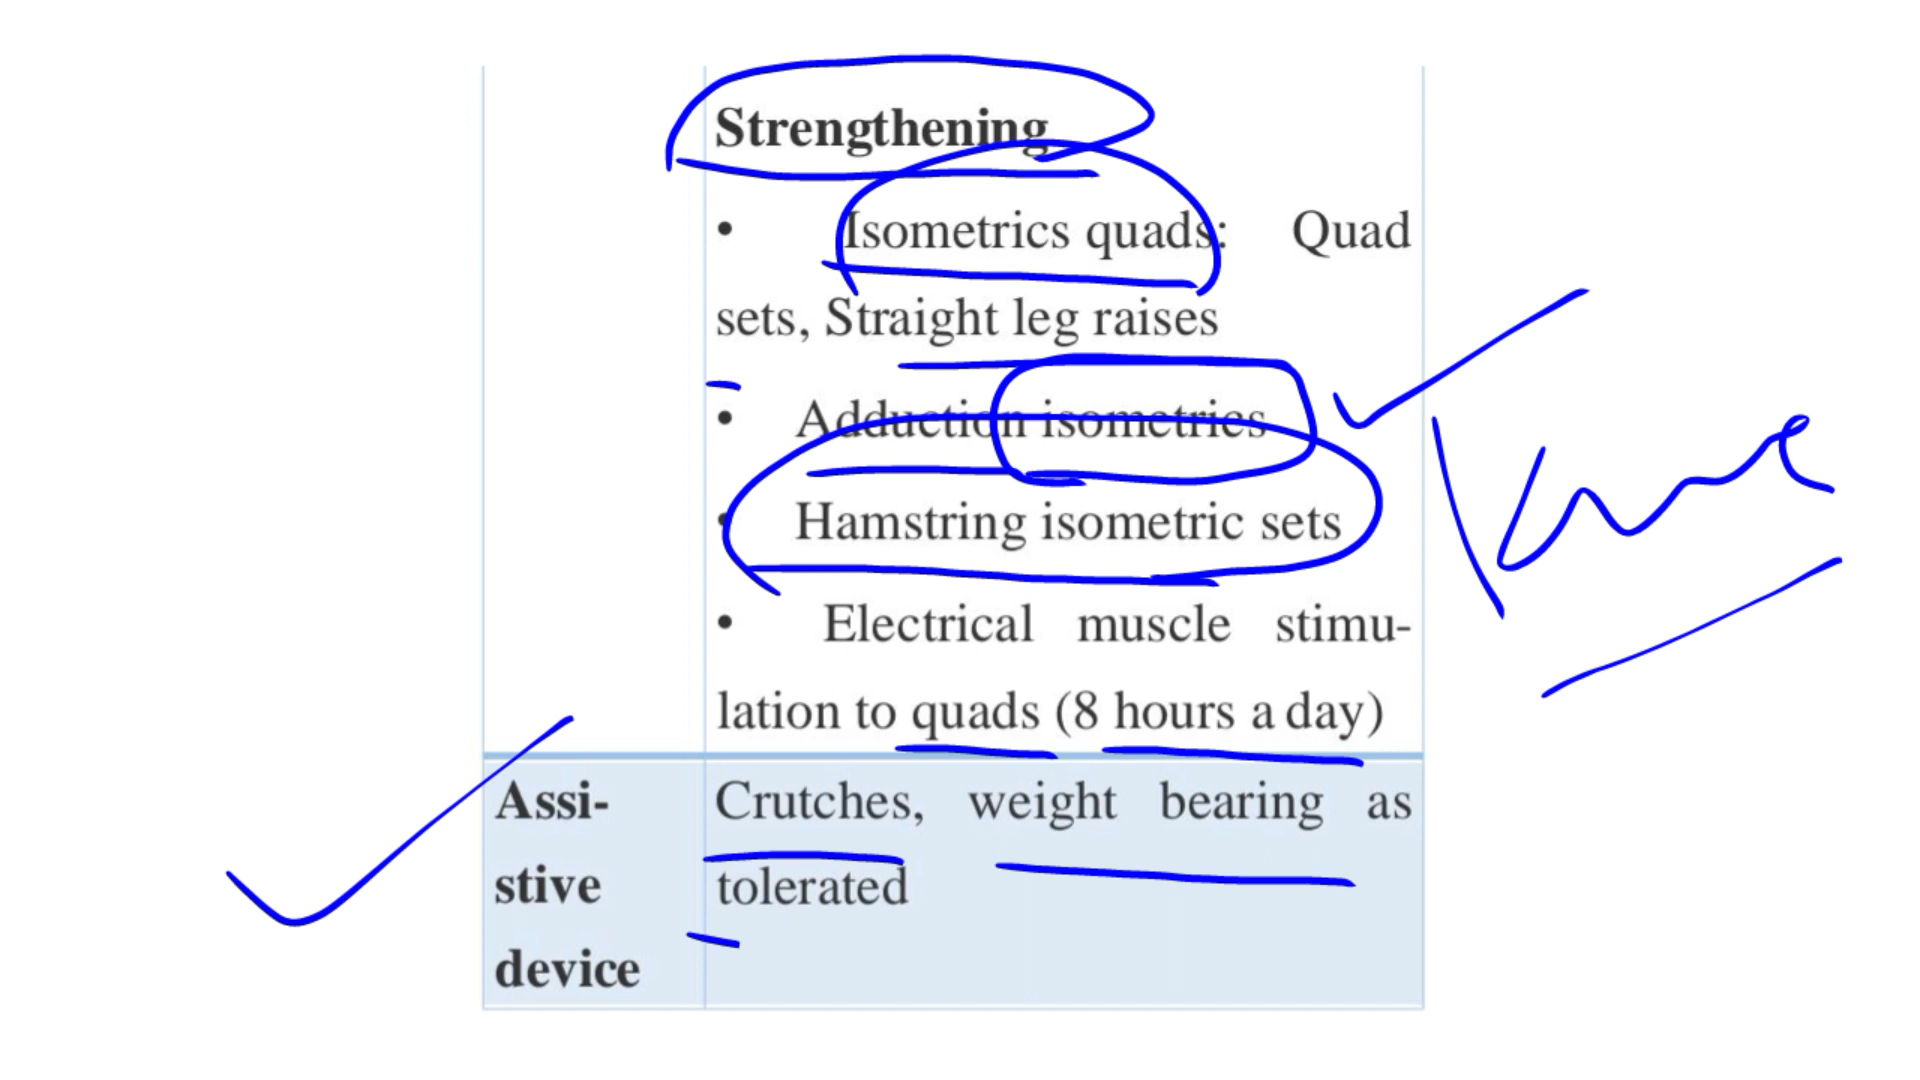 Strengthening
• Isometrics quads: Quad
sets, Straight leg raises
• Adduction isometrics
• Hamstring isometric sets
• Electrical muscle stimu-
lation to quads (8 hours a day)
Assi-
stive
device
Crutches, weight bearing as
tolerated
Knee